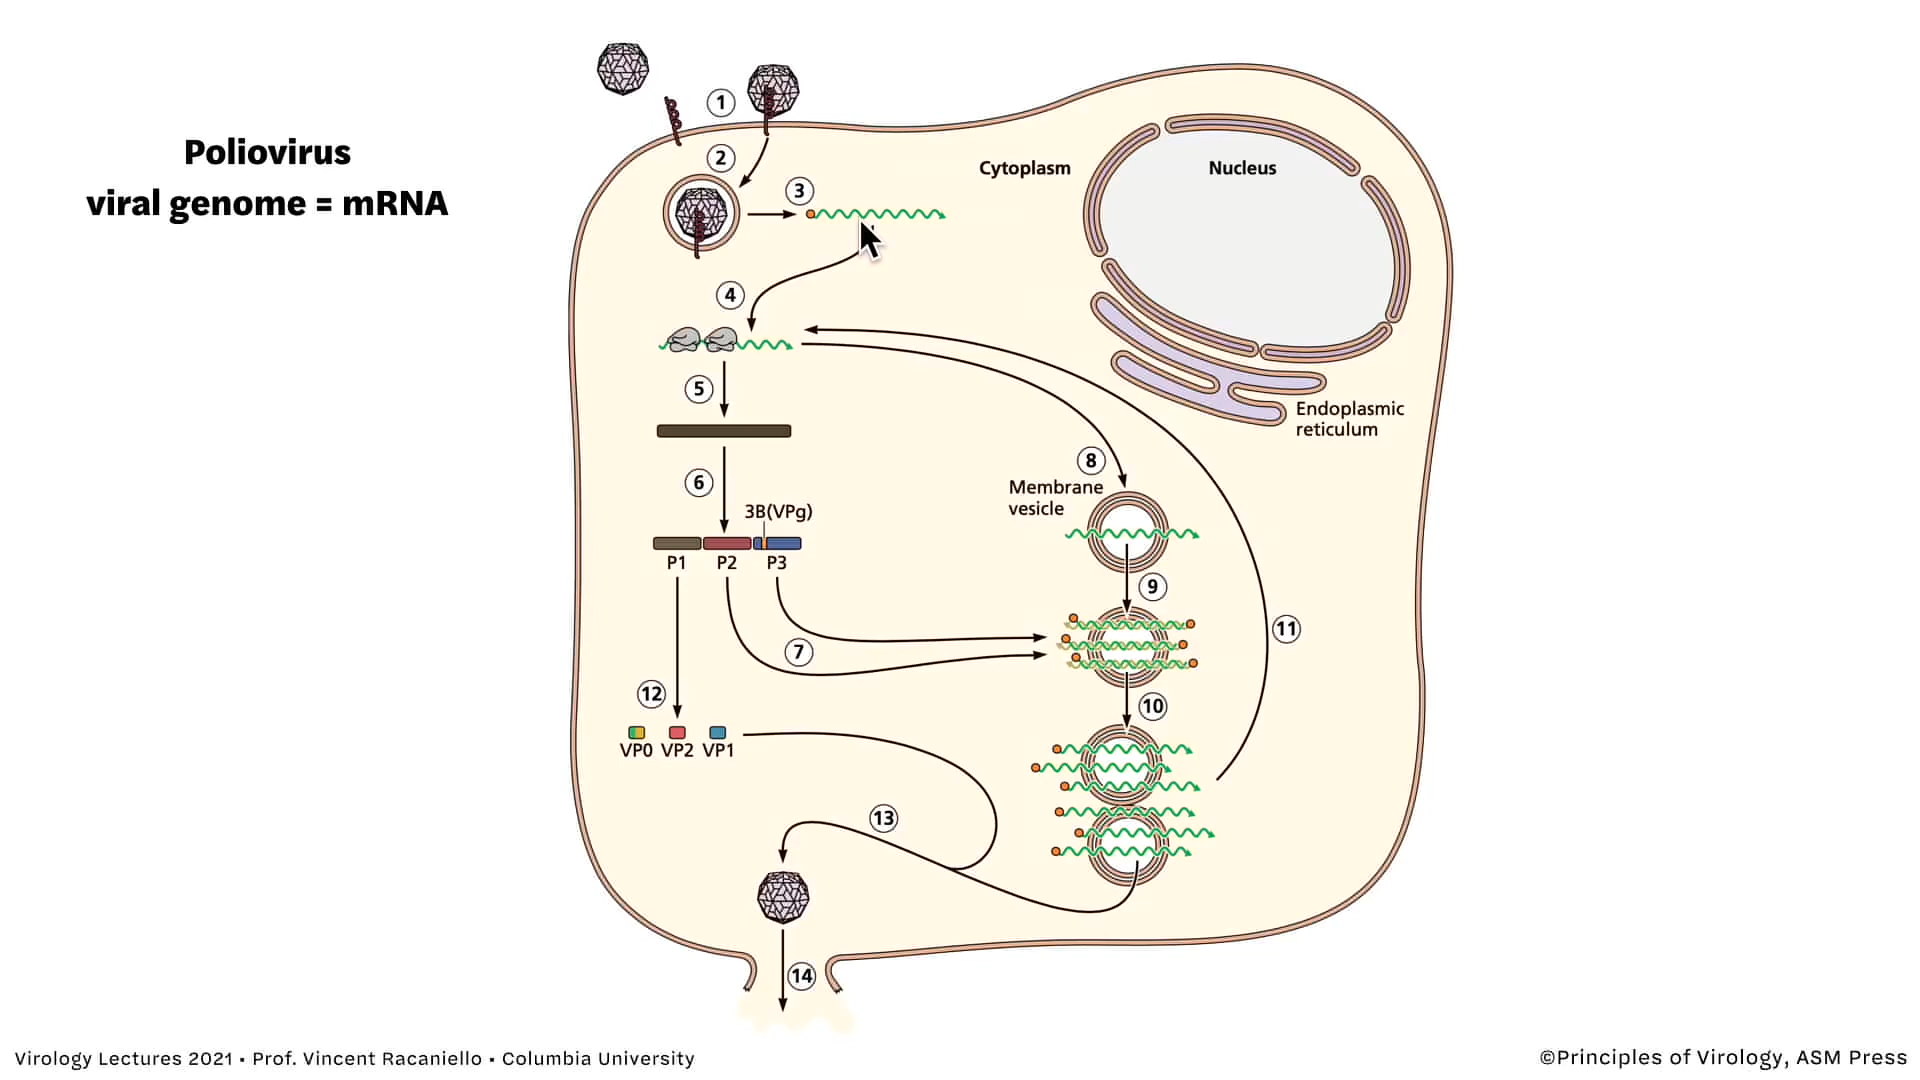 Poliovirus
viral genome = mRNA
1
2
3
Cytoplasm
Nucleus
4
5
Endoplasmic
reticulum
8
Membrane
vesicle
6
3B(VPg)
P1 P2 P3
9
11
7
12
10
VP0 VP2 VP1
13
14
Virology Lectures 2021 • Prof. Vincent Racaniello • Columbia University
©Principles of Virology, ASM Press